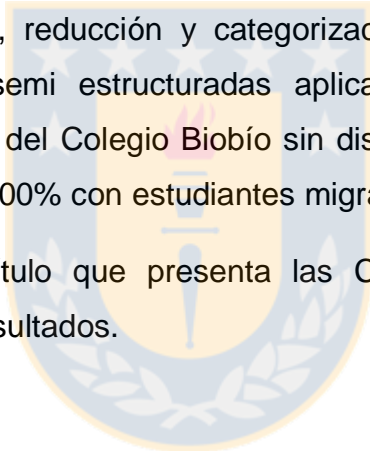 , reducción y categorizac
semi estructuradas aplica
del Colegio Biobío sin dis
00% con estudiantes migra
tulo que presenta las C
sultados.